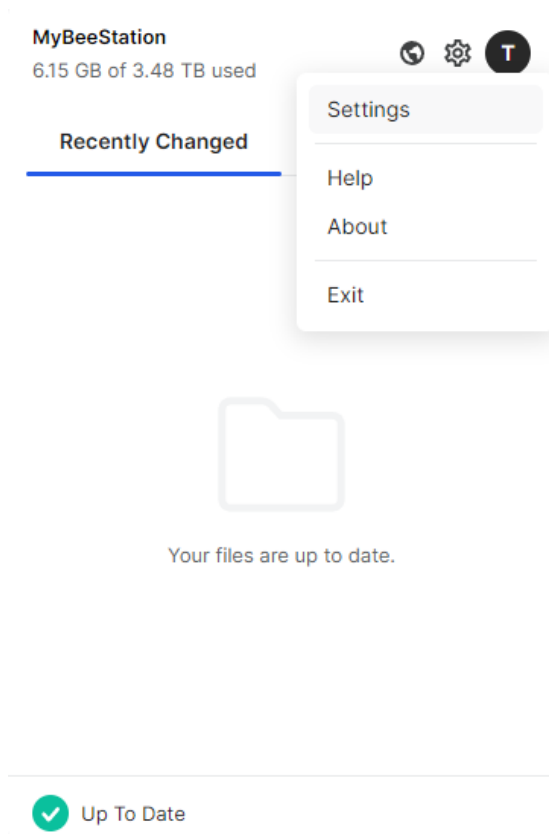 MyBeeStation
6.15 GB of 3.48 TB used
T
Recently Changed
Settings
Help
About
Exit
Your files are up to date.
Up To Date